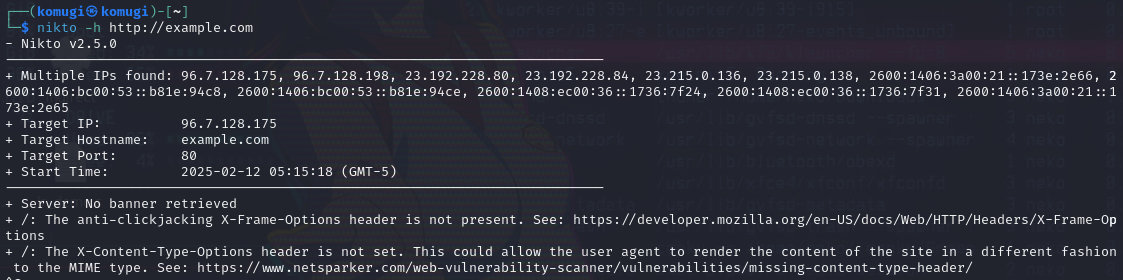 ┌──(komugi㉿komugi)-[~]
└─$ nikto -h http://example.com
- Nikto v2.5.0
---------------------------------------------------------------------------
+ Multiple IPs found: 96.7.128.175, 96.7.128.198, 23.192.228.80, 23.192.228.84, 23.215.0.136, 23.215.0.138, 2600:1406:3a00:21::173e:2e66, 2
600:1406:bc00:53::b81e:94c8, 2600:1406:bc00:53::b81e:94ce, 2600:1408:ec00:36::1736:7f24, 2600:1408:ec00:36::1736:7f31, 2600:1406:3a00:21::1
73e:2e65
+ Target IP:          96.7.128.175
+ Target Hostname:    example.com
+ Target Port:        80
+ Start Time:         2025-02-12 05:15:18 (GMT-5)
---------------------------------------------------------------------------
+ Server: No banner retrieved
+ /: The anti-clickjacking X-Frame-Options header is not present. See: https://developer.mozilla.org/en-US/docs/Web/HTTP/Headers/X-Frame-Op
tions
+ /: The X-Content-Type-Options header is not set. This could allow the user agent to render the content of the site in a different fashion
 to the MIME type. See: https://www.netsparker.com/web-vulnerability-scanner/vulnerabilities/missing-content-type-header/